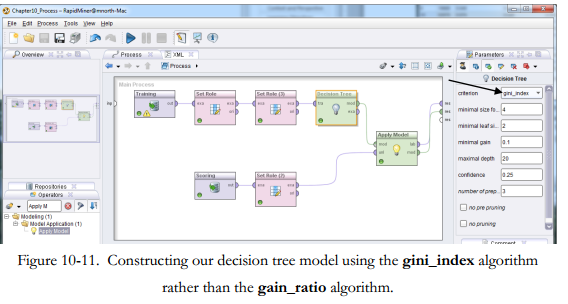 Chapter10_Process – RapidMiner@mnorth-Mac
File Edit Process Tools View Help
Overview
Process
XML
Parameters
Process
Main Process
Training
Set Role
Set Role (2)
Decision Tree
Decision Tree
criterion
gini_index
minimal size fo...
4
minimal leaf siz...
2
minimal gain
0.1
maximal depth
20
confidence
0.25
number of prep...
3
no pre pruning
no pruning
Comment
inp
out
exa
exa
ori
exa
exa
ori
tra
mod
exa
Apply Model
mod
unl
lab
mod
res
res
res
Scoring
Set Role (3)
out
exa
exa
ori
Repositories
Operators
Apply M
Modeling (1)
Model Application (1)
Apply Model
Figure 10-11. Constructing our decision tree model using the gini_index algorithm
rather than the gain_ratio algorithm.